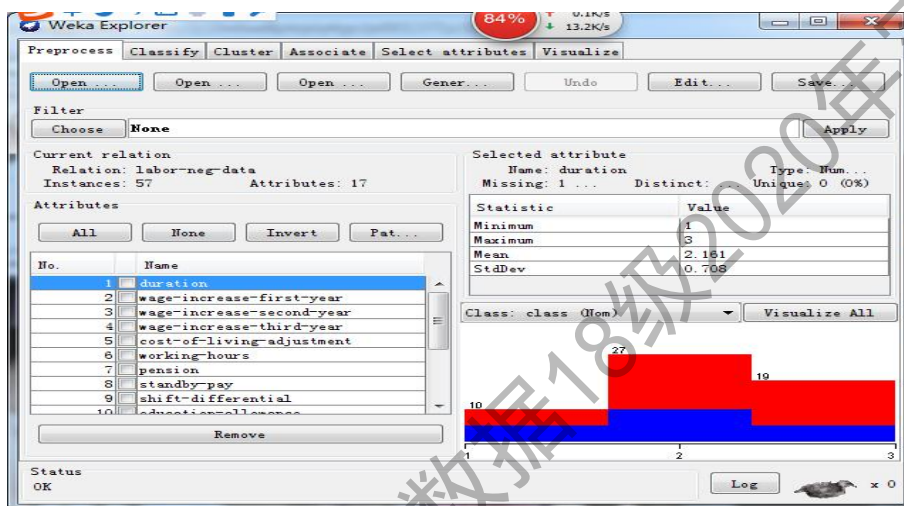 84%
0.1K/s
13.2K/s
Weka Explorer
Preprocess Classify Cluster Associate Select attributes Visualize
Open ... Open ... Open ... Gener... Undo Edit... Save...
Filter
Choose None Apply
Current relation
Relation: labor-neg-data
Instances: 57 Attributes: 17
Selected attribute
Name: duration Type: Num...
Missing: 1 ... Distinct: ... Unique: 0 (0%)
Attributes
All None Invert Pat...
No. Name
1 duration
2 wage-increase-first-year
3 wage-increase-second-year
4 wage-increase-third-year
5 cost-of-living-adjustment
6 working-hours
7 pension
8 standby-pay
9 shift-differential
10 education-allowance
Remove
Statistic Value
Minimum 1
Maximum 3
Mean 2.161
StdDev 0.708
Class: class (Nom) Visualize All
10 27 19
1 2 3
Status
OK
Log x 0
数据18级2020年